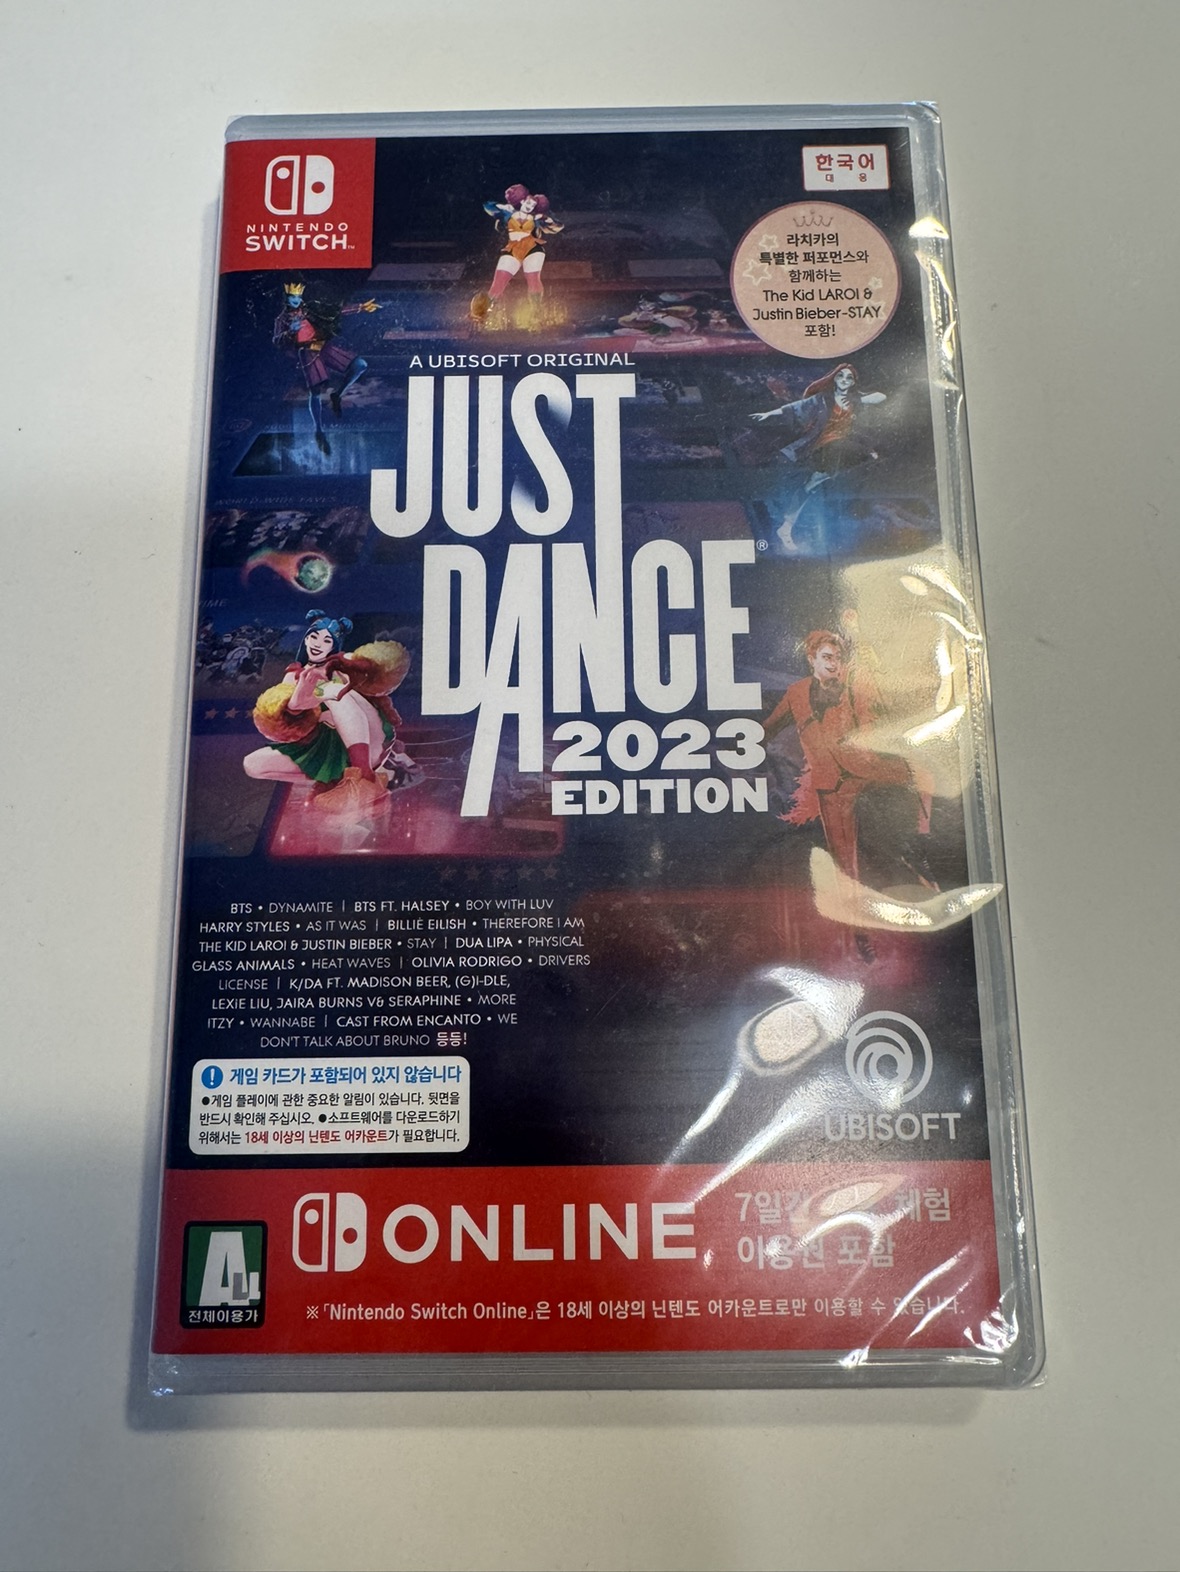 NINTENDO
SWITCH™
한국어
대 응
라치카의
특별한 퍼포먼스와
함께하는
The Kid LAROI &
Justin Bieber-STAY
포함!
A UBISOFT ORIGINAL
JUST
DANCE®
2023
EDITION
WORLD-WIDE FAVES
BTS • DYNAMITE | BTS FT. HALSEY • BOY WITH LUV
HARRY STYLES • AS IT WAS | BILLIE EILISH • THEREFORE I AM
THE KID LAROI & JUSTIN BIEBER • STAY | DUA LIPA • PHYSICAL
GLASS ANIMALS • HEAT WAVES | OLIVIA RODRIGO • DRIVERS
LICENSE | K/DA FT. MADISON BEER, (G)I-DLE,
LEXIE LIU, JAIRA BURNS V& SERAPHINE • MORE
ITZY • WANNABE | CAST FROM ENCANTO • WE
DON'T TALK ABOUT BRUNO 등등!
! 게임 카드가 포함되어 있지 않습니다
●게임 플레이에 관한 중요한 알림이 있습니다. 뒷면을
반드시 확인해 주십시오. ●소프트웨어를 다운로드하기
위해서는 18세 이상의 닌텐도 어카운트가 필요합니다.
UBISOFT
ONLINE
7일간 체험
이용권 포함
ALL
전체이용가
※「Nintendo Switch Online」은 18세 이상의 닌텐도 어카운트로만 이용할 수 있습니다.